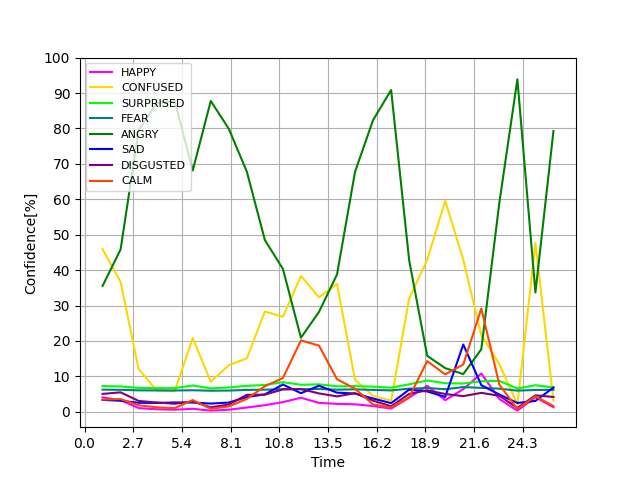 100
90
80
70
60
50
40
30
20
10
0
Confidence[%]
HAPPY
CONFUSED
SURPRISED
FEAR
ANGRY
SAD
DISGUSTED
CALM
0.0 2.7 5.4 8.1 10.8 13.5 16.2 18.9 21.6 24.3
Time